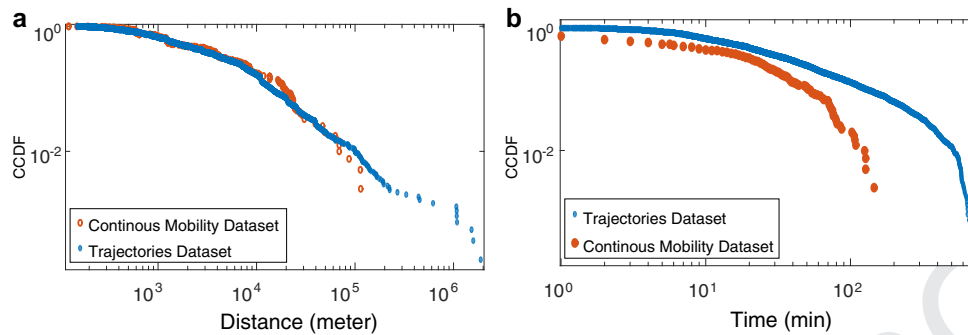 a
CCDF
10^0
10^-2
Continous Mobility Dataset
Trajectories Dataset
10^3 10^4 10^5 10^6
Distance (meter)
b
CCDF
10^0
10^-2
Trajectories Dataset
Continous Mobility Dataset
10^0 10^1 10^2
Time (min)